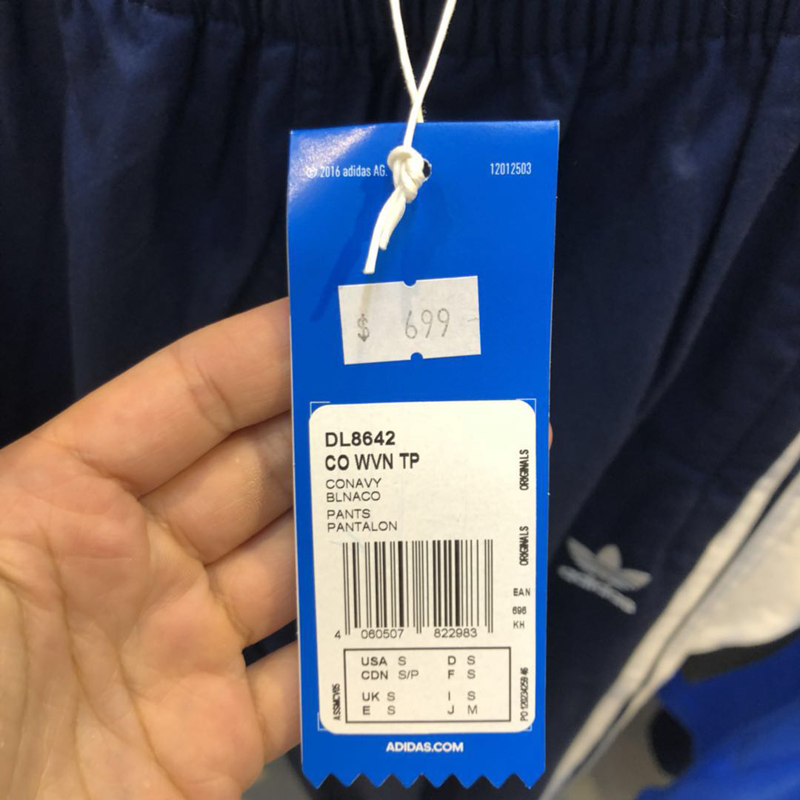 © 2016 adidas AG. 12012503
$ 699 -
DL8642
CO WVN TP
CONAVY
BLNACO
PANTS
PANTALON
ORIGINALS
ORIGINALS
EAN
696
KH
4 060507 822983
USA S D S
CDN S/P F S
UK S I S
E S J M
ADIDAS.COM
adidas